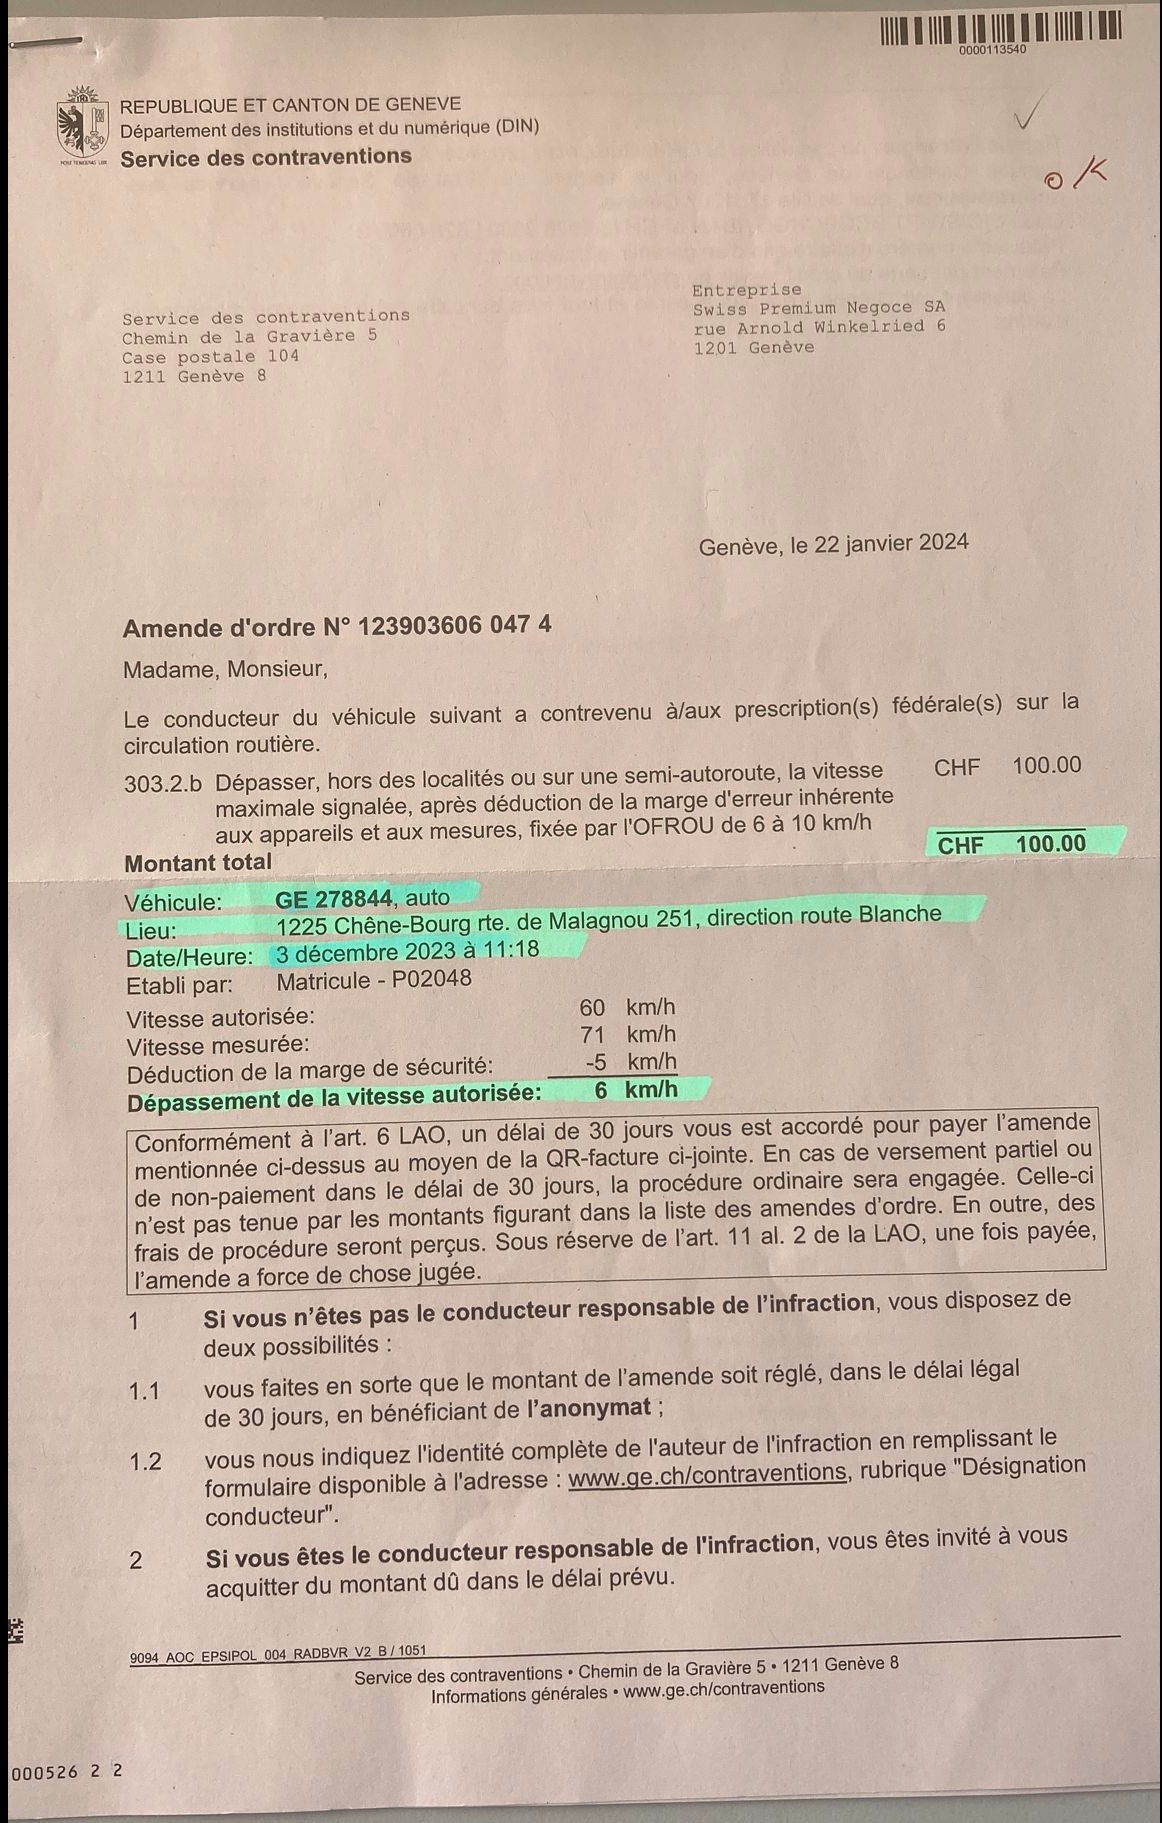 0000113540
REPUBLIQUE ET CANTON DE GENEVE
Département des institutions et du numérique (DIN)
Service des contraventions
POST TENEBRAS LUX
OK
Service des contraventions
Chemin de la Gravière 5
Case postale 104
1211 Genève 8
Entreprise
Swiss Premium Negoce SA
rue Arnold Winkelried 6
1201 Genève
Genève, le 22 janvier 2024
Amende d'ordre N° 123903606 047 4
Madame, Monsieur,
Le conducteur du véhicule suivant a contrevenu à/aux prescription(s) fédérale(s) sur la
circulation routière.
303.2.b Dépasser, hors des localités ou sur une semi-autoroute, la vitesse CHF 100.00
maximale signalée, après déduction de la marge d'erreur inhérente
aux appareils et aux mesures, fixée par l'OFROU de 6 à 10 km/h
Montant total CHF 100.00
Véhicule: GE 278844, auto
Lieu: 1225 Chêne-Bourg rte. de Malagnou 251, direction route Blanche
Date/Heure: 3 décembre 2023 à 11:18
Etabli par: Matricule - P02048
Vitesse autorisée: 60 km/h
Vitesse mesurée: 71 km/h
Déduction de la marge de sécurité: -5 km/h
Dépassement de la vitesse autorisée: 6 km/h
Conformément à l'art. 6 LAO, un délai de 30 jours vous est accordé pour payer l'amende
mentionnée ci-dessus au moyen de la QR-facture ci-jointe. En cas de versement partiel ou
de non-paiement dans le délai de 30 jours, la procédure ordinaire sera engagée. Celle-ci
n'est pas tenue par les montants figurant dans la liste des amendes d'ordre. En outre, des
frais de procédure seront perçus. Sous réserve de l'art. 11 al. 2 de la LAO, une fois payée,
l'amende a force de chose jugée.
1 Si vous n'êtes pas le conducteur responsable de l'infraction, vous disposez de
deux possibilités :
1.1 vous faites en sorte que le montant de l'amende soit réglé, dans le délai légal
de 30 jours, en bénéficiant de l'anonymat ;
1.2 vous nous indiquez l'identité complète de l'auteur de l'infraction en remplissant le
formulaire disponible à l'adresse : www.ge.ch/contraventions, rubrique "Désignation
conducteur".
2 Si vous êtes le conducteur responsable de l'infraction, vous êtes invité à vous
acquitter du montant dû dans le délai prévu.
9094_AOC_EPSIPOL_004_RADBVR_V2_B / 1051
Service des contraventions • Chemin de la Gravière 5 • 1211 Genève 8
Informations générales • www.ge.ch/contraventions
000526 2 2